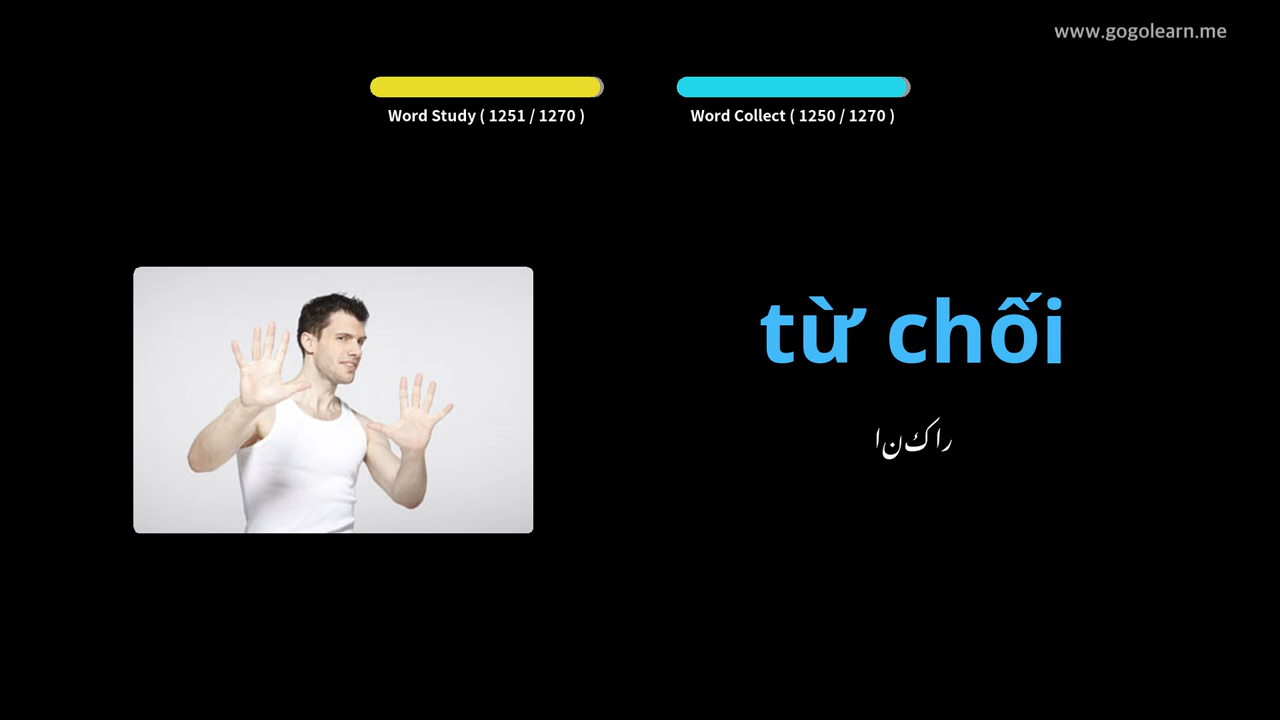 www.gogolearn.me
Word Study ( 1251 / 1270 )
Word Collect ( 1250 / 1270 )
từ chối
انکار